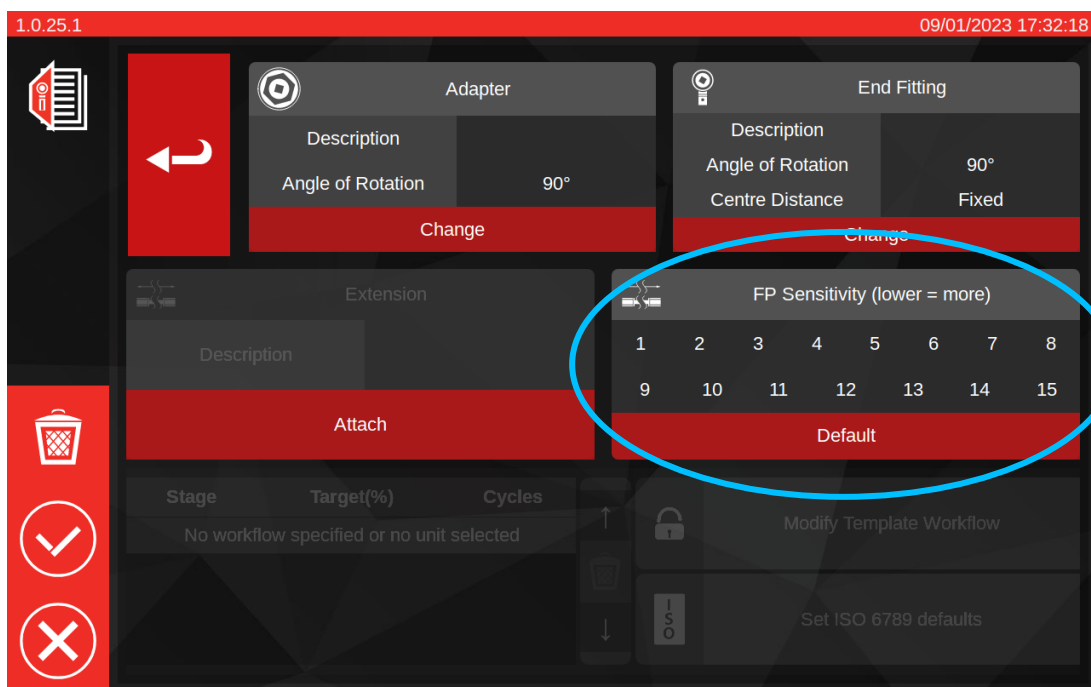 1.0.25.1 09/01/2023 17:32:18
Adapter
Description
Angle of Rotation 90°
Change
End Fitting
Description
Angle of Rotation 90°
Centre Distance Fixed
Change
Extension
Description
Attach
FP Sensitivity (lower = more)
1 2 3 4 5 6 7 8
9 10 11 12 13 14 15
Default
Stage Target(%) Cycles
No workflow specified or no unit selected
Modify Template Workflow
ISO
Set ISO 6789 defaults